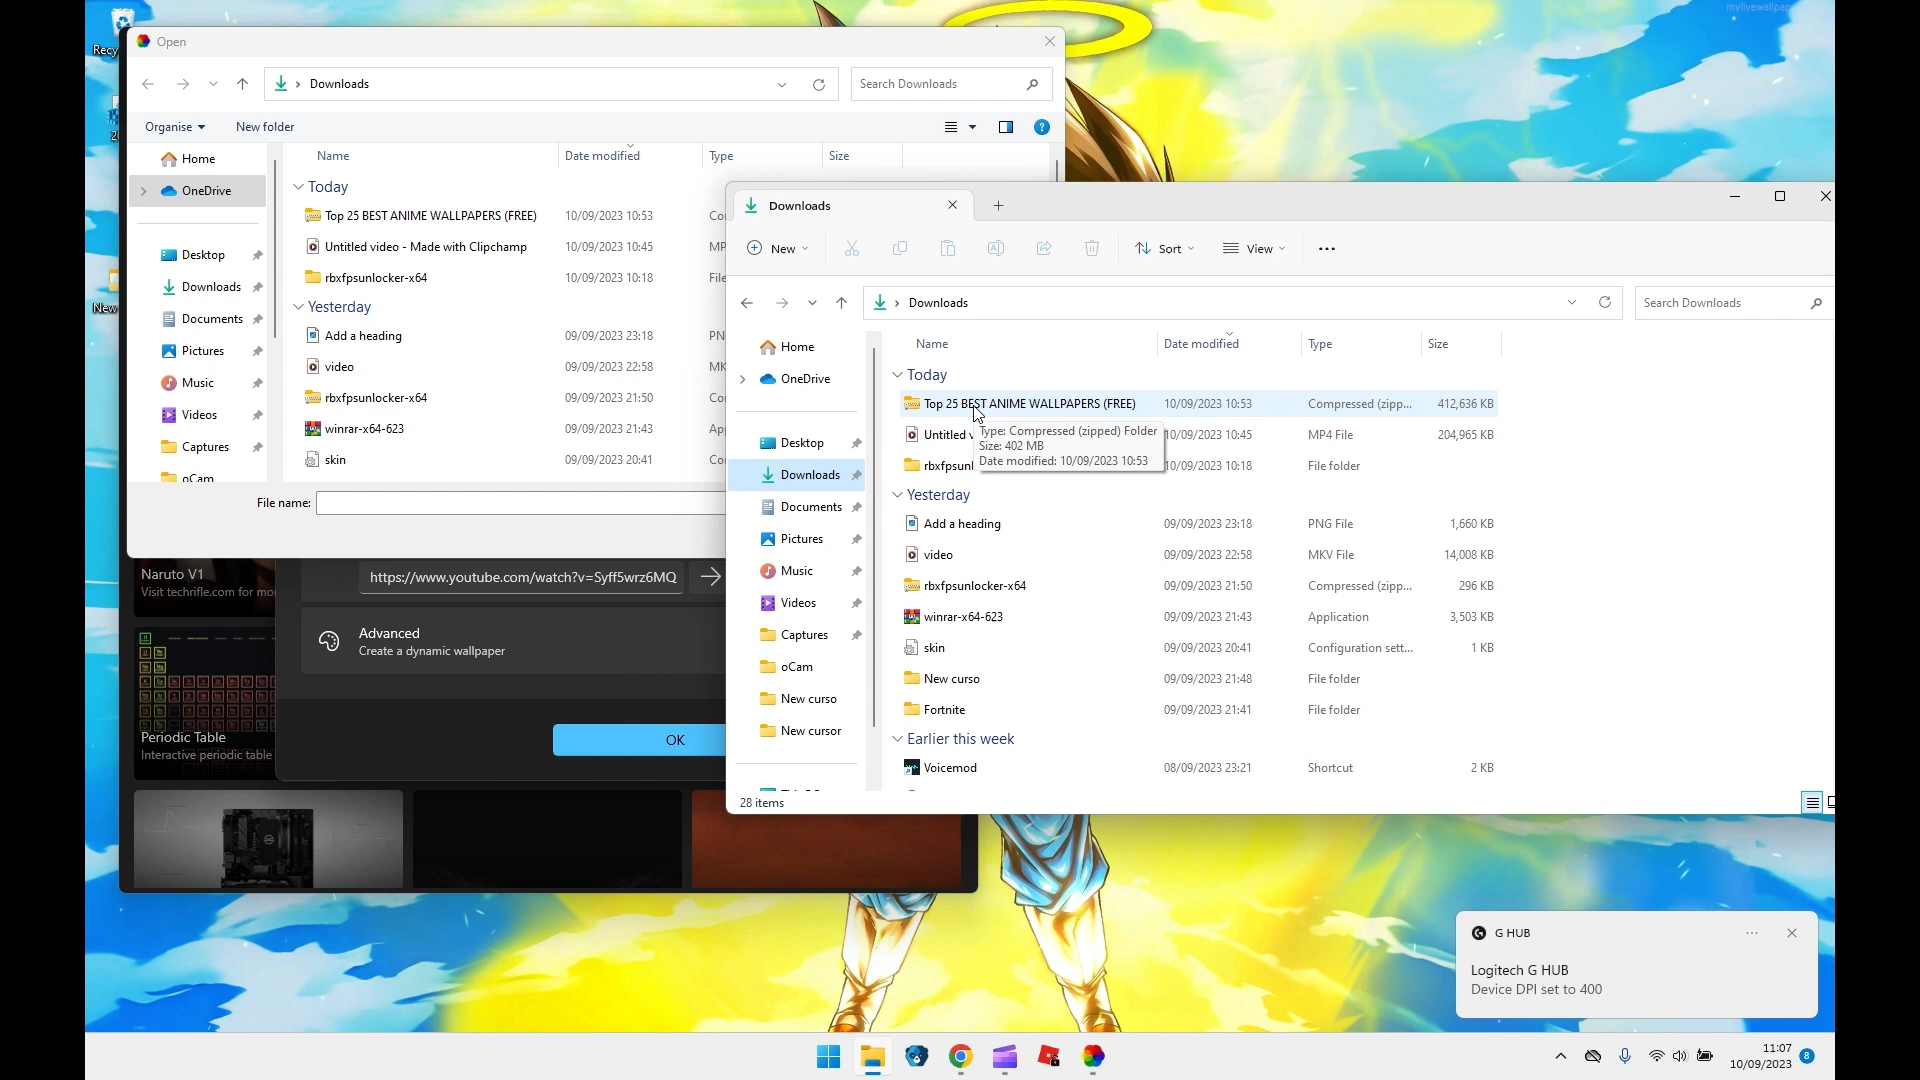 mylivewallpap
Recy
Open
Downloads
Search Downloads
Organise
New folder
Home
OneDrive
Desktop
Downloads
Documents
Pictures
Music
Videos
Captures
oCam
Name
Date modified
Type
Size
Today
Top 25 BEST ANIME WALLPAPERS (FREE)
10/09/2023 10:53
Co
Untitled video - Made with Clipchamp
10/09/2023 10:45
MP
rbxfpsunlocker-x64
10/09/2023 10:18
File
Yesterday
Add a heading
09/09/2023 23:18
PN
video
09/09/2023 22:58
MK
rbxfpsunlocker-x64
09/09/2023 21:50
Co
winrar-x64-623
09/09/2023 21:43
Ap
skin
09/09/2023 20:41
Co
File name:
New
Naruto V1
Visit techrifle.com for mo
https://www.youtube.com/watch?v=Syff5wrz6MQ
Advanced
Create a dynamic wallpaper
OK
Periodic Table
Interactive periodic table
Downloads
New
Sort
View
Downloads
Search Downloads
Home
OneDrive
Desktop
Downloads
Documents
Pictures
Music
Videos
Captures
oCam
New curso
New cursor
Name
Date modified
Type
Size
Today
Top 25 BEST ANIME WALLPAPERS (FREE)
10/09/2023 10:53
Compressed (zipp...
412,636 KB
Untitled v
10/09/2023 10:45
MP4 File
204,965 KB
rbxfpsunl
10/09/2023 10:18
File folder
Type: Compressed (zipped) Folder
Size: 402 MB
Date modified: 10/09/2023 10:53
Yesterday
Add a heading
09/09/2023 23:18
PNG File
1,660 KB
video
09/09/2023 22:58
MKV File
14,008 KB
rbxfpsunlocker-x64
09/09/2023 21:50
Compressed (zipp...
296 KB
winrar-x64-623
09/09/2023 21:43
Application
3,503 KB
skin
09/09/2023 20:41
Configuration sett...
1 KB
New curso
09/09/2023 21:48
File folder
Fortnite
09/09/2023 21:41
File folder
Earlier this week
Voicemod
08/09/2023 23:21
Shortcut
2 KB
28 items
G HUB
Logitech G HUB
Device DPI set to 400
11:07
10/09/2023
8